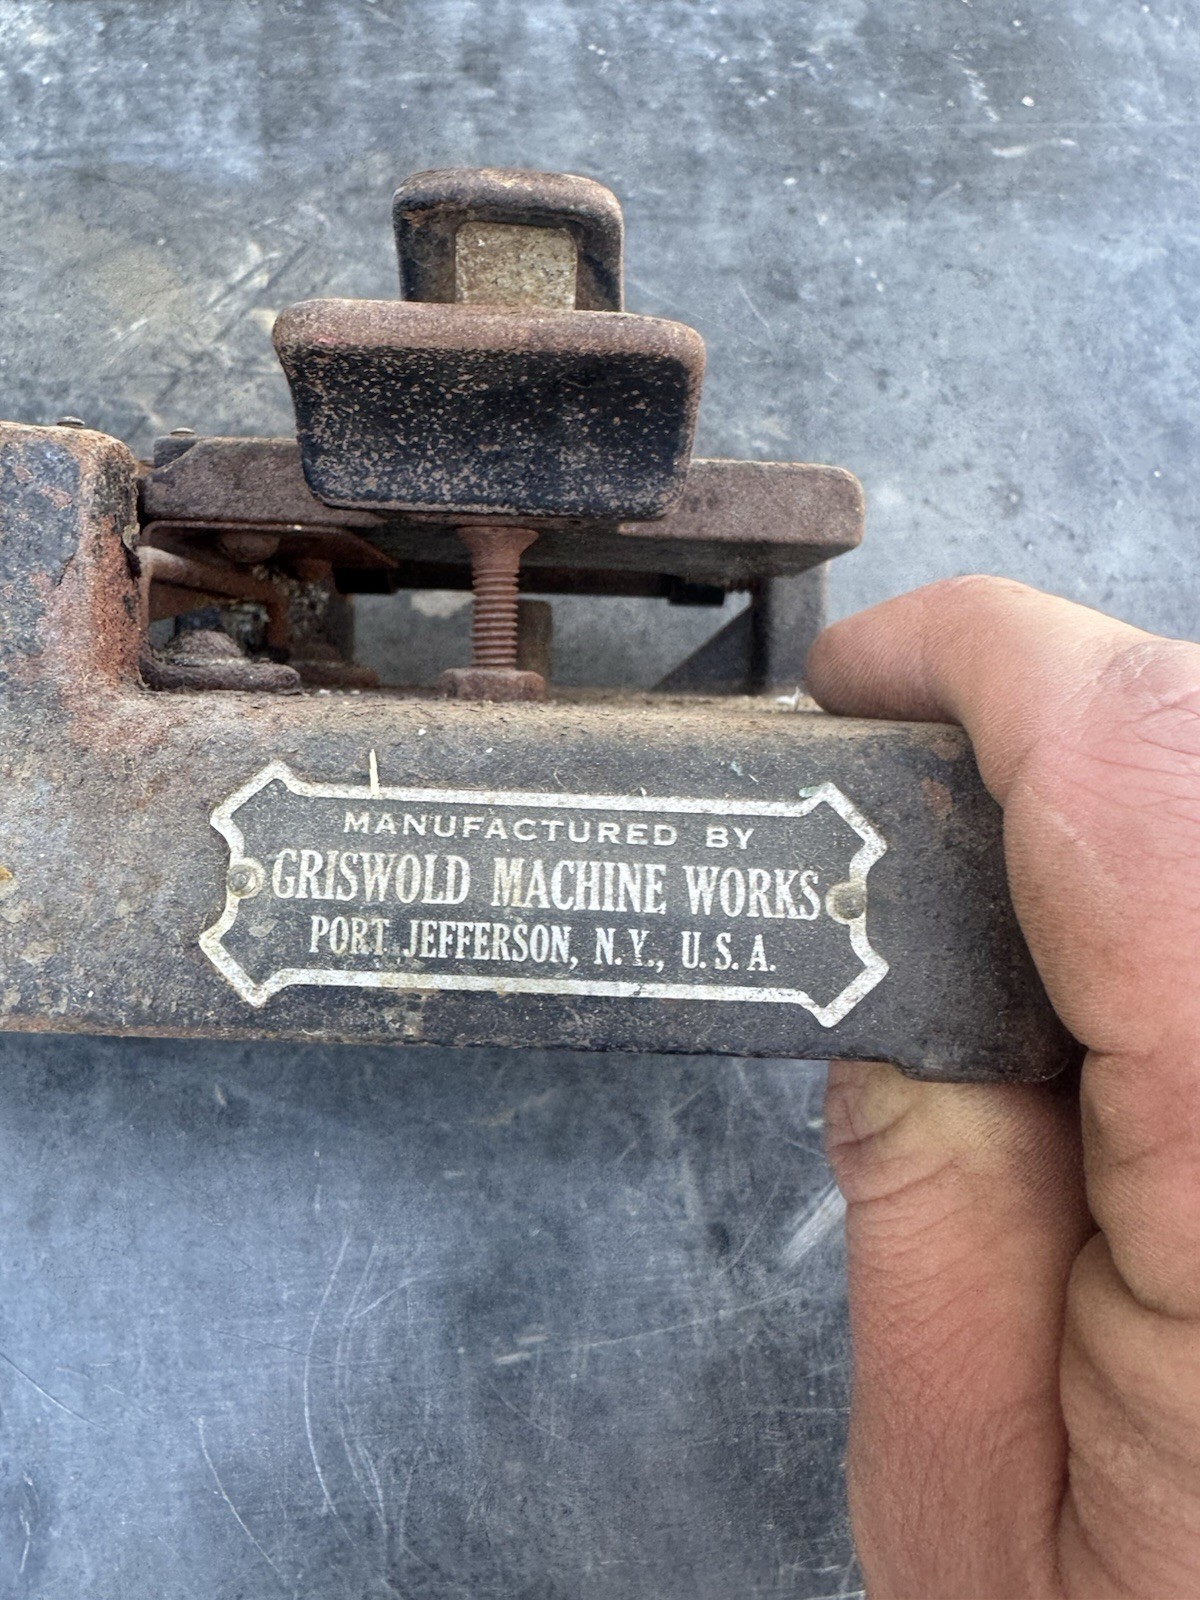 MANUFACTURED BY
GRISWOLD MACHINE WORKS
PORT JEFFERSON, N.Y., U.S.A.